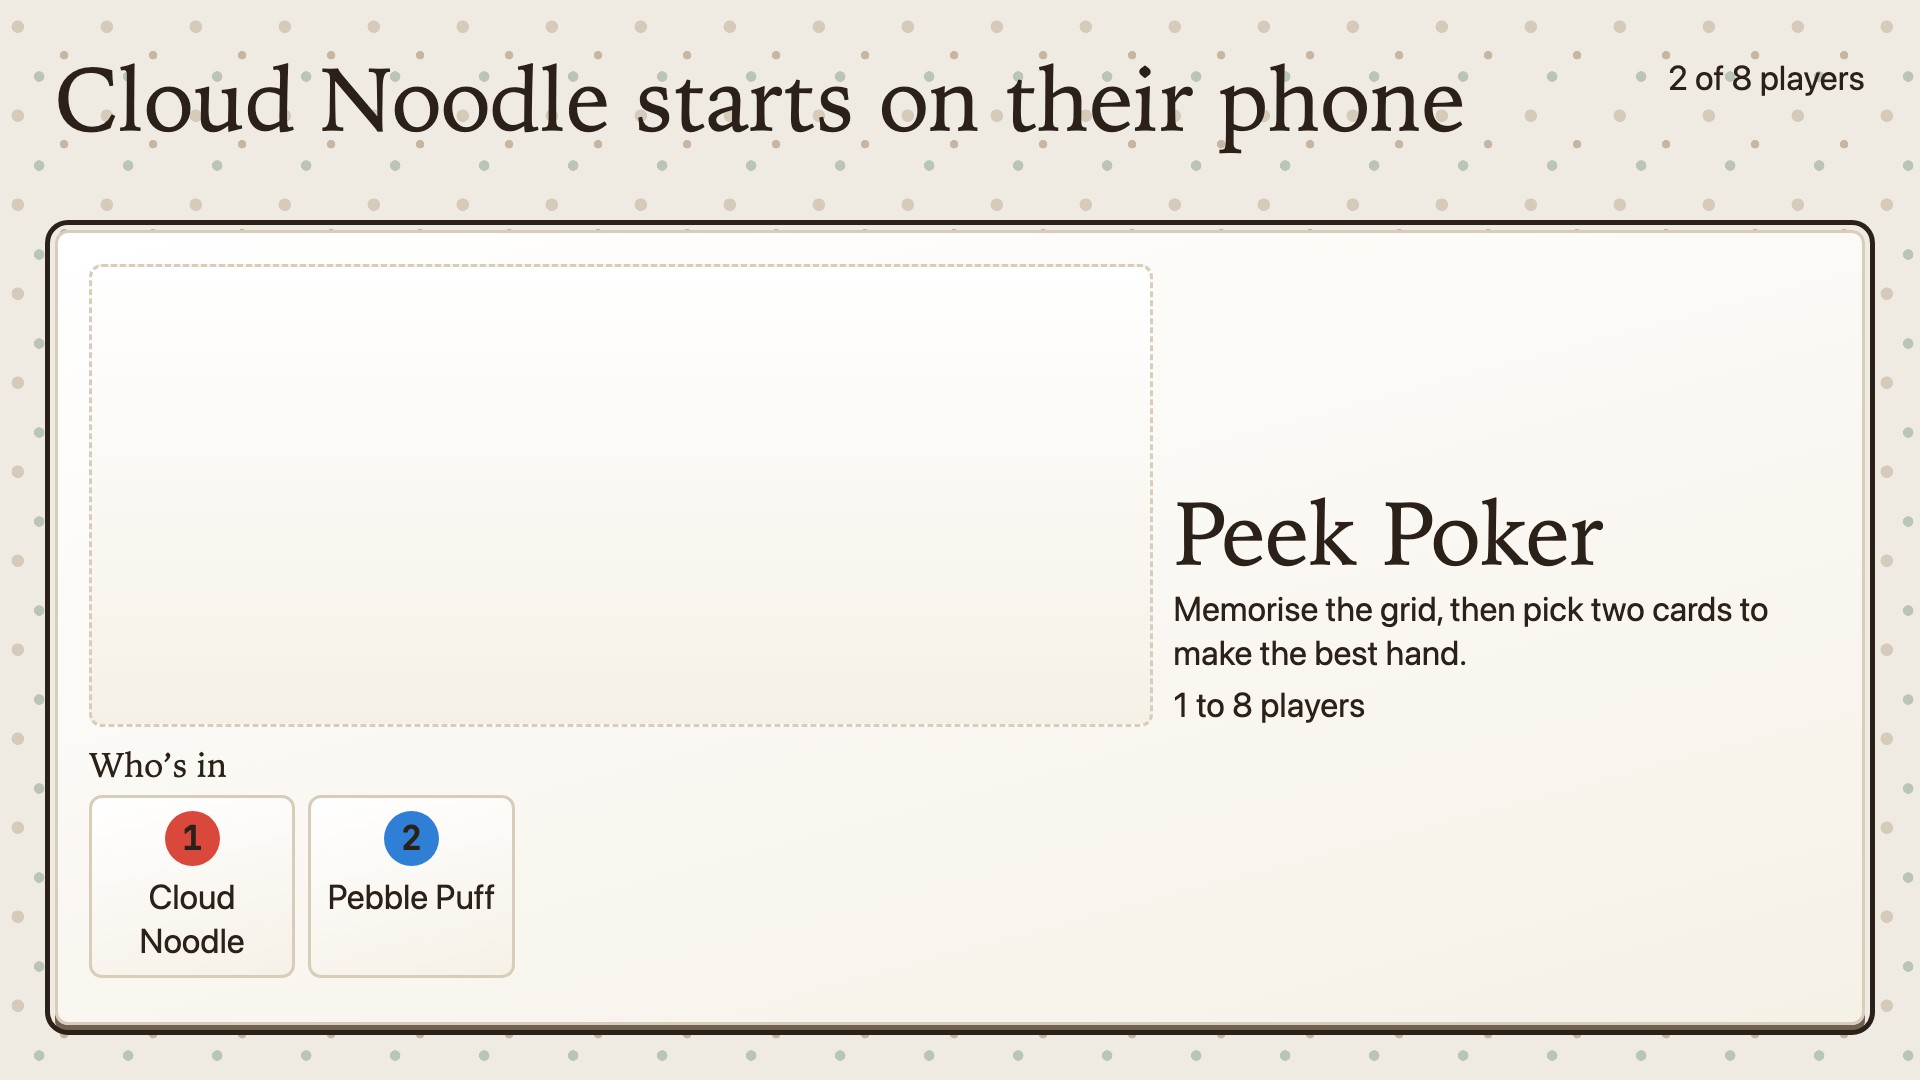 Cloud Noodle starts on their phone
2 of 8 players
Peek Poker
Memorise the grid, then pick two cards to
make the best hand.
1 to 8 players
Who’s in
1
Cloud
Noodle
2
Pebble Puff